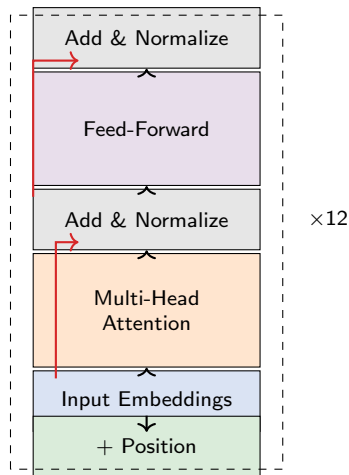 Add & Normalize
Feed-Forward
Add & Normalize
×12
Multi-Head
Attention
Input Embeddings
+ Position